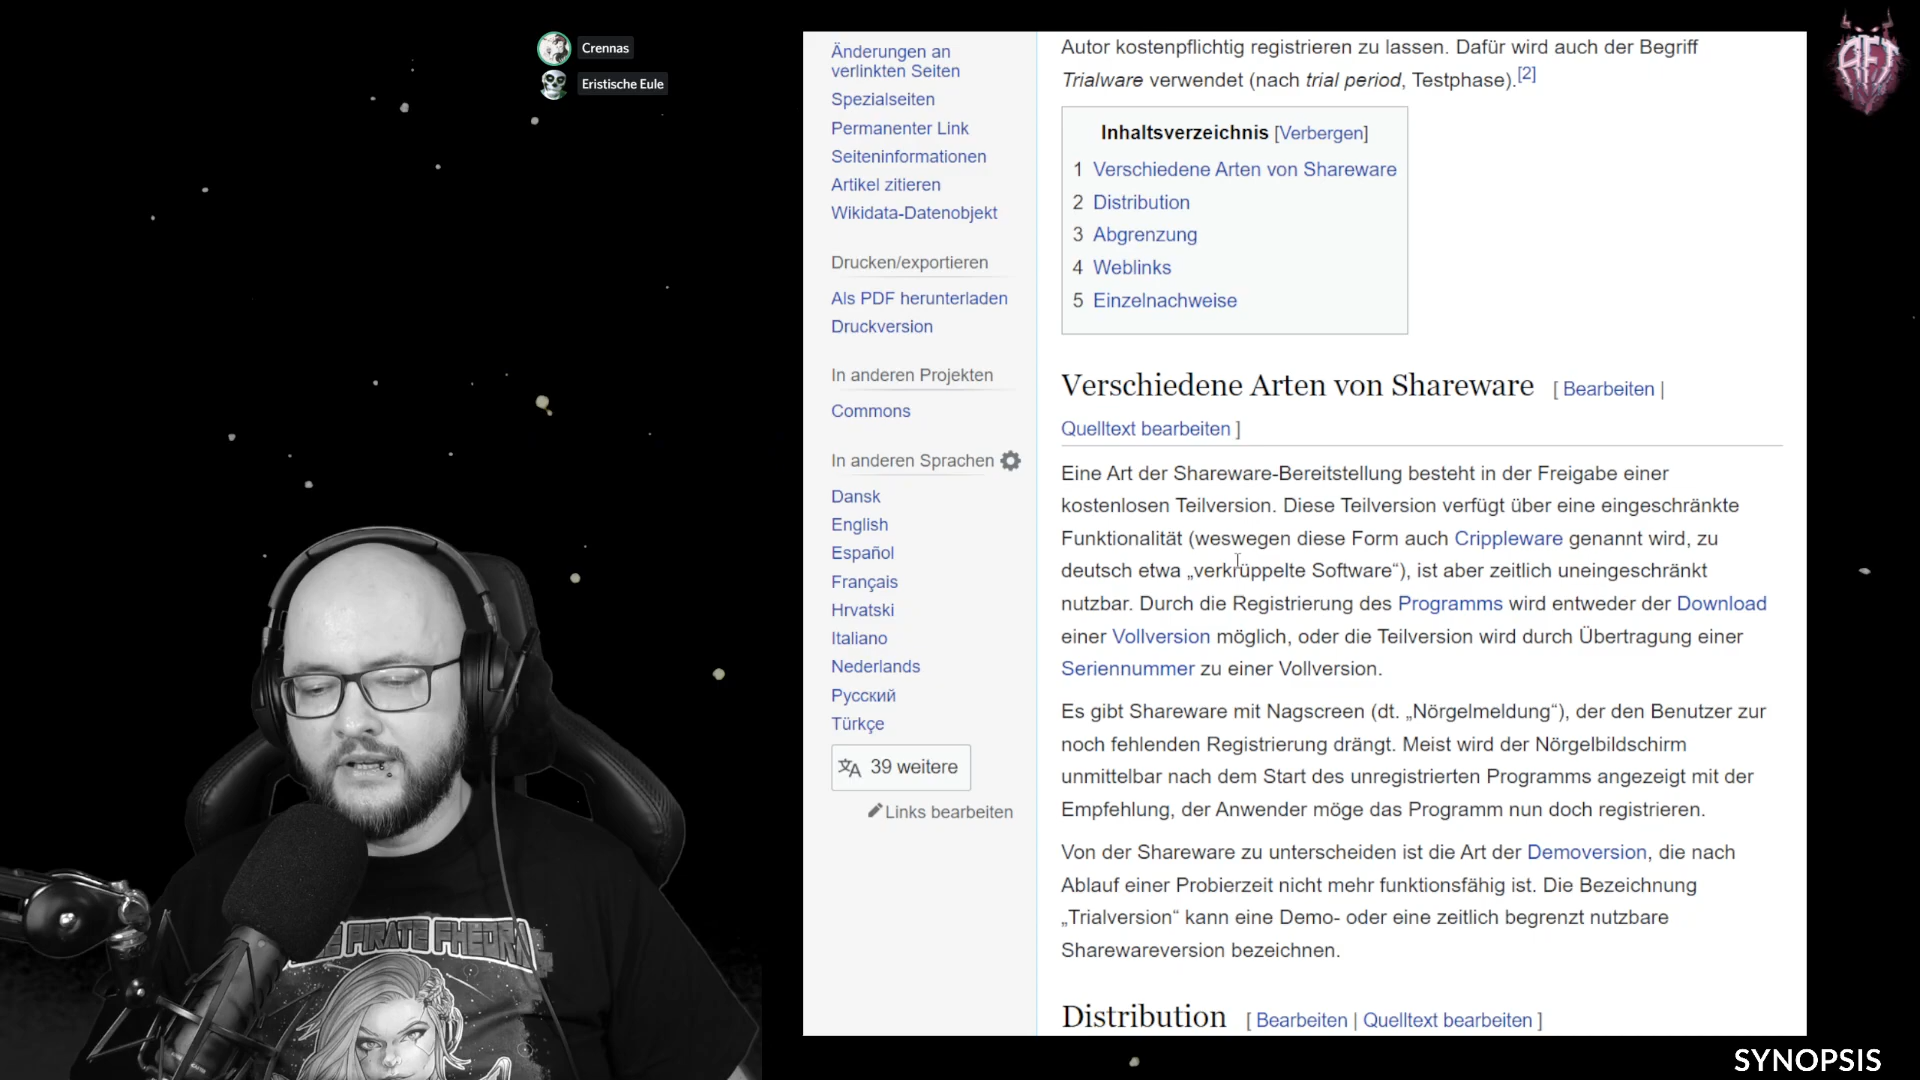 Crennas
Eristische Eule
AFT
Änderungen an
verlinkten Seiten
Spezialseiten
Permanenter Link
Seiteninformationen
Artikel zitieren
Wikidata-Datenobjekt
Drucken/exportieren
Als PDF herunterladen
Druckversion
In anderen Projekten
Commons
In anderen Sprachen
Dansk
English
Español
Français
Hrvatski
Italiano
Nederlands
Русский
Türkçe
39 weitere
Links bearbeiten
Autor kostenpflichtig registrieren zu lassen. Dafür wird auch der Begriff
Trialware verwendet (nach trial period, Testphase).[2]
Inhaltsverzeichnis [Verbergen]
1 Verschiedene Arten von Shareware
2 Distribution
3 Abgrenzung
4 Weblinks
5 Einzelnachweise
Verschiedene Arten von Shareware [ Bearbeiten |
Quelltext bearbeiten ]
Eine Art der Shareware-Bereitstellung besteht in der Freigabe einer
kostenlosen Teilversion. Diese Teilversion verfügt über eine eingeschränkte
Funktionalität (weswegen diese Form auch Crippleware genannt wird, zu
deutsch etwa „verkrüppelte Software“), ist aber zeitlich uneingeschränkt
nutzbar. Durch die Registrierung des Programms wird entweder der Download
einer Vollversion möglich, oder die Teilversion wird durch Übertragung einer
Seriennummer zu einer Vollversion.
Es gibt Shareware mit Nagscreen (dt. „Nörgelmeldung“), der den Benutzer zur
noch fehlenden Registrierung drängt. Meist wird der Nörgelbildschirm
unmittelbar nach dem Start des unregistrierten Programms angezeigt mit der
Empfehlung, der Anwender möge das Programm nun doch registrieren.
Von der Shareware zu unterscheiden ist die Art der Demoversion, die nach
Ablauf einer Probierzeit nicht mehr funktionsfähig ist. Die Bezeichnung
„Trialversion“ kann eine Demo- oder eine zeitlich begrenzt nutzbare
Sharewareversion bezeichnen.
Distribution [ Bearbeiten | Quelltext bearbeiten ]
PIRATE
SYNOPSIS